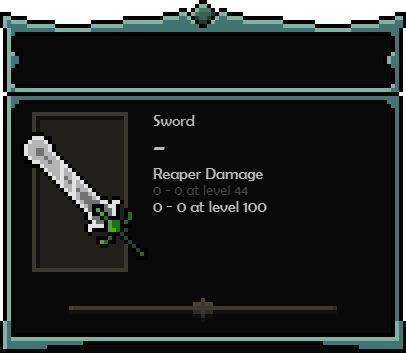 Sword
–
Reaper Damage
0 - 0 at level 44
0 - 0 at level 100